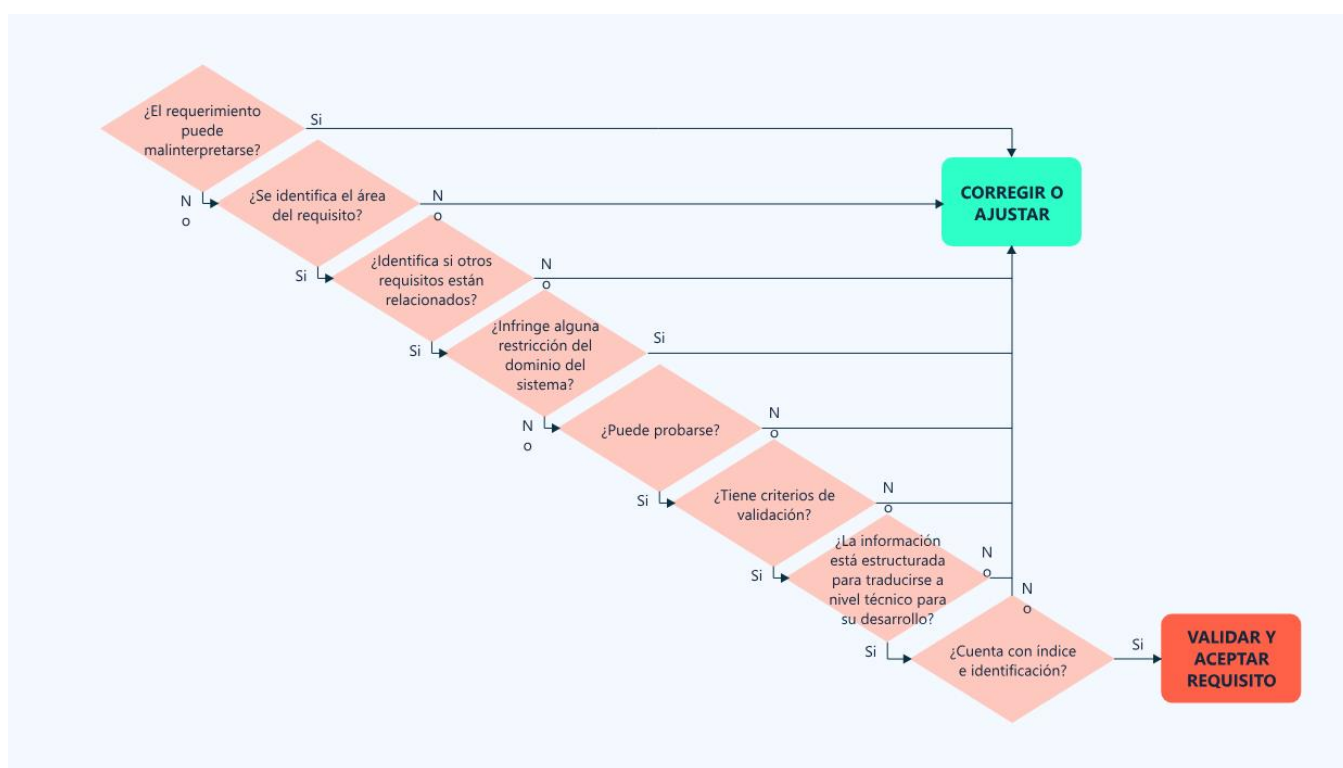 ¿El requerimiento
puede
malinterpretarse?
Si
N
o
¿Se identifica el área
del requisito?
N
o
Si
CORREGIR O
AJUSTAR
¿Identifica si otros
requisitos están
relacionados?
N
o
Si
¿Infringe alguna
restricción del
dominio del
sistema?
Si
N
o
¿Puede probarse?
N
o
Si
¿Tiene criterios de
validación?
N
o
Si
¿La información
está estructurada
para traducirse a
nivel técnico para
su desarrollo?
N
o
Si
¿Cuenta con índice
e identificación?
N
o
Si
VALIDAR Y
ACEPTAR
REQUISITO